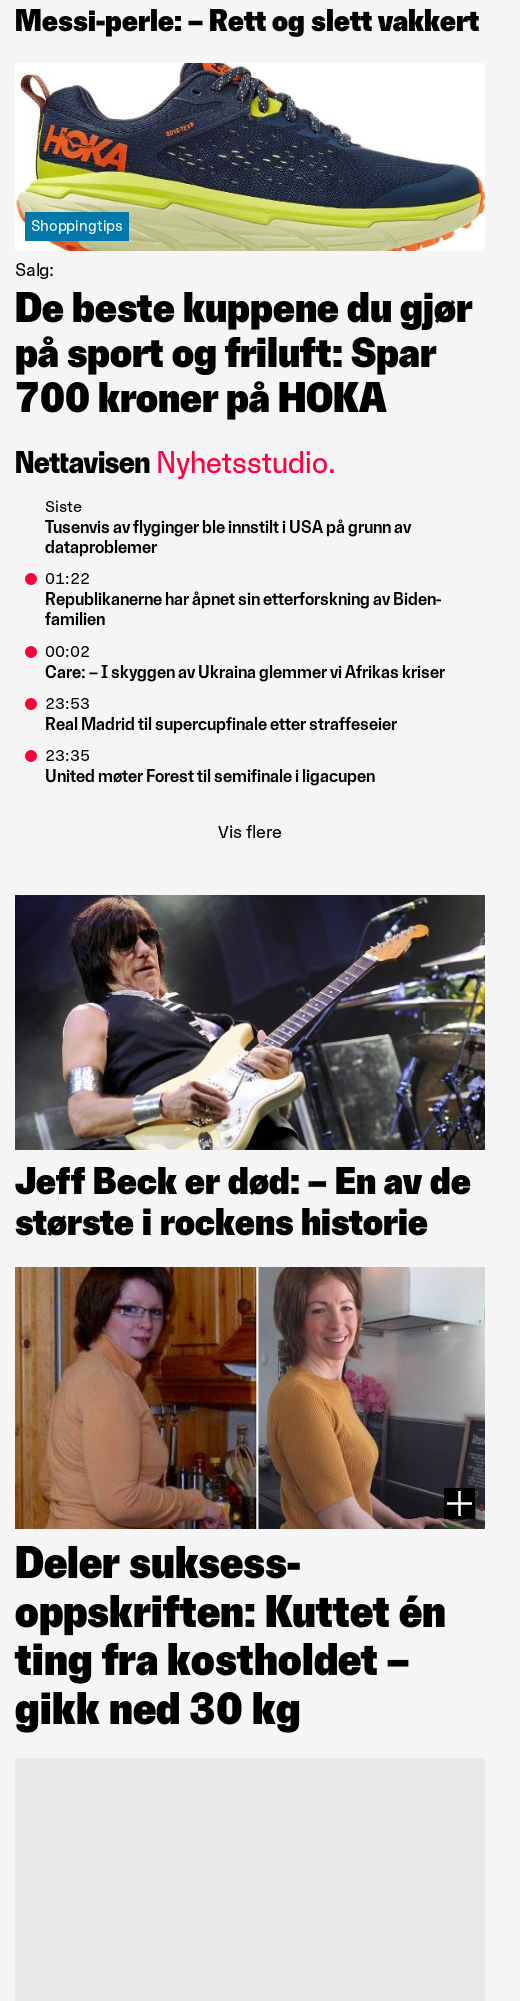 Messi-perle: – Rett og slett vakkert
HOKA
GORE-TEX
Shoppingtips
Salg:
De beste kuppene du gjør
på sport og friluft: Spar
700 kroner på HOKA
Nettavisen Nyhetsstudio.
Siste
Tusenvis av flyginger ble innstilt i USA på grunn av
dataproblemer
01:22
Republikanerne har åpnet sin etterforskning av Biden-
familien
00:02
Care: – I skyggen av Ukraina glemmer vi Afrikas kriser
23:53
Real Madrid til supercupfinale etter straffeseier
23:35
United møter Forest til semifinale i ligacupen
Vis flere
Jeff Beck er død: – En av de
største i rockens historie
Deler suksess-
oppskriften: Kuttet én
ting fra kostholdet –
gikk ned 30 kg